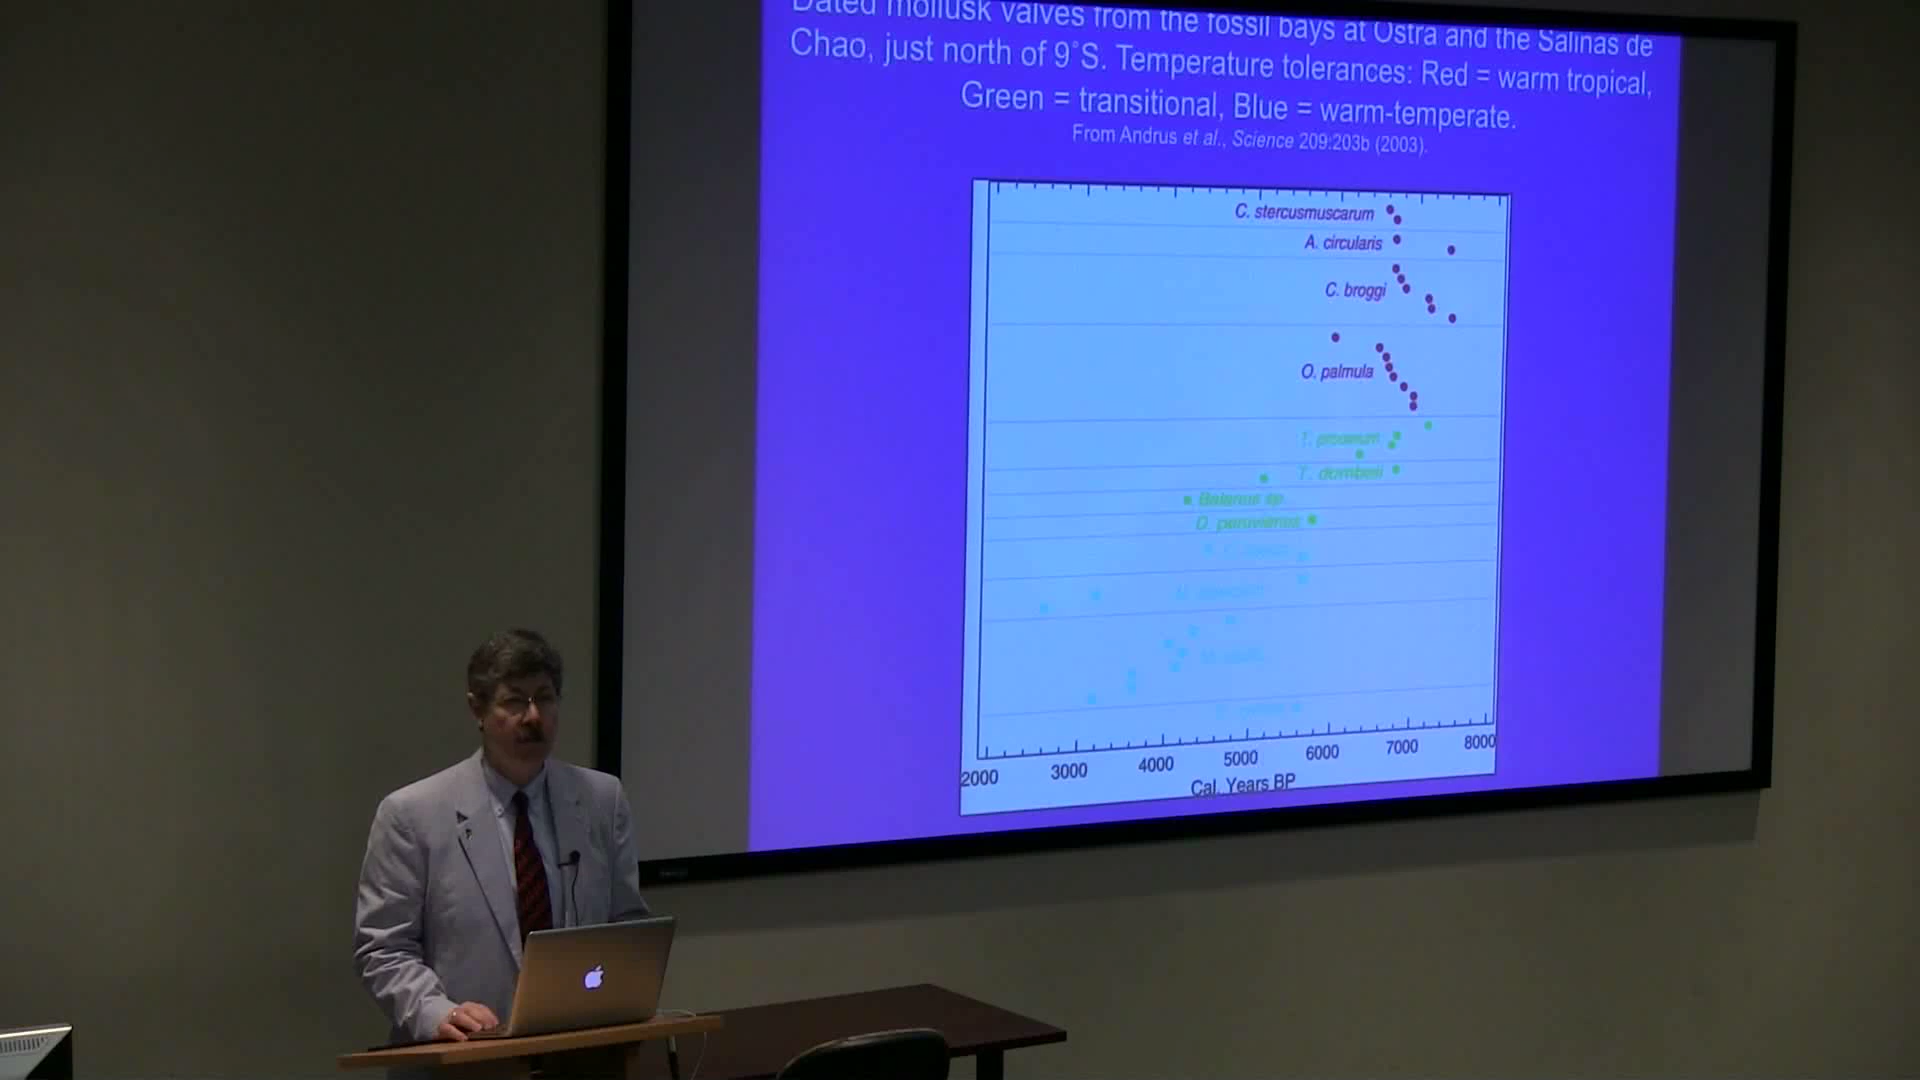 Dated mollusk valves from the fossil bays at Ostra and the Salinas de
Chao, just north of 9˚S. Temperature tolerances: Red = warm tropical,
Green = transitional, Blue = warm-temperate.
From Andrus et al., Science 209:203b (2003).
C. stercusmuscarum
A. circularis
C. broggi
O. palmula
T. procerum
T. dombeii
Balanus sp.
O. peruvianus
2000 3000 4000 5000 6000 7000 8000
Cal. Years BP